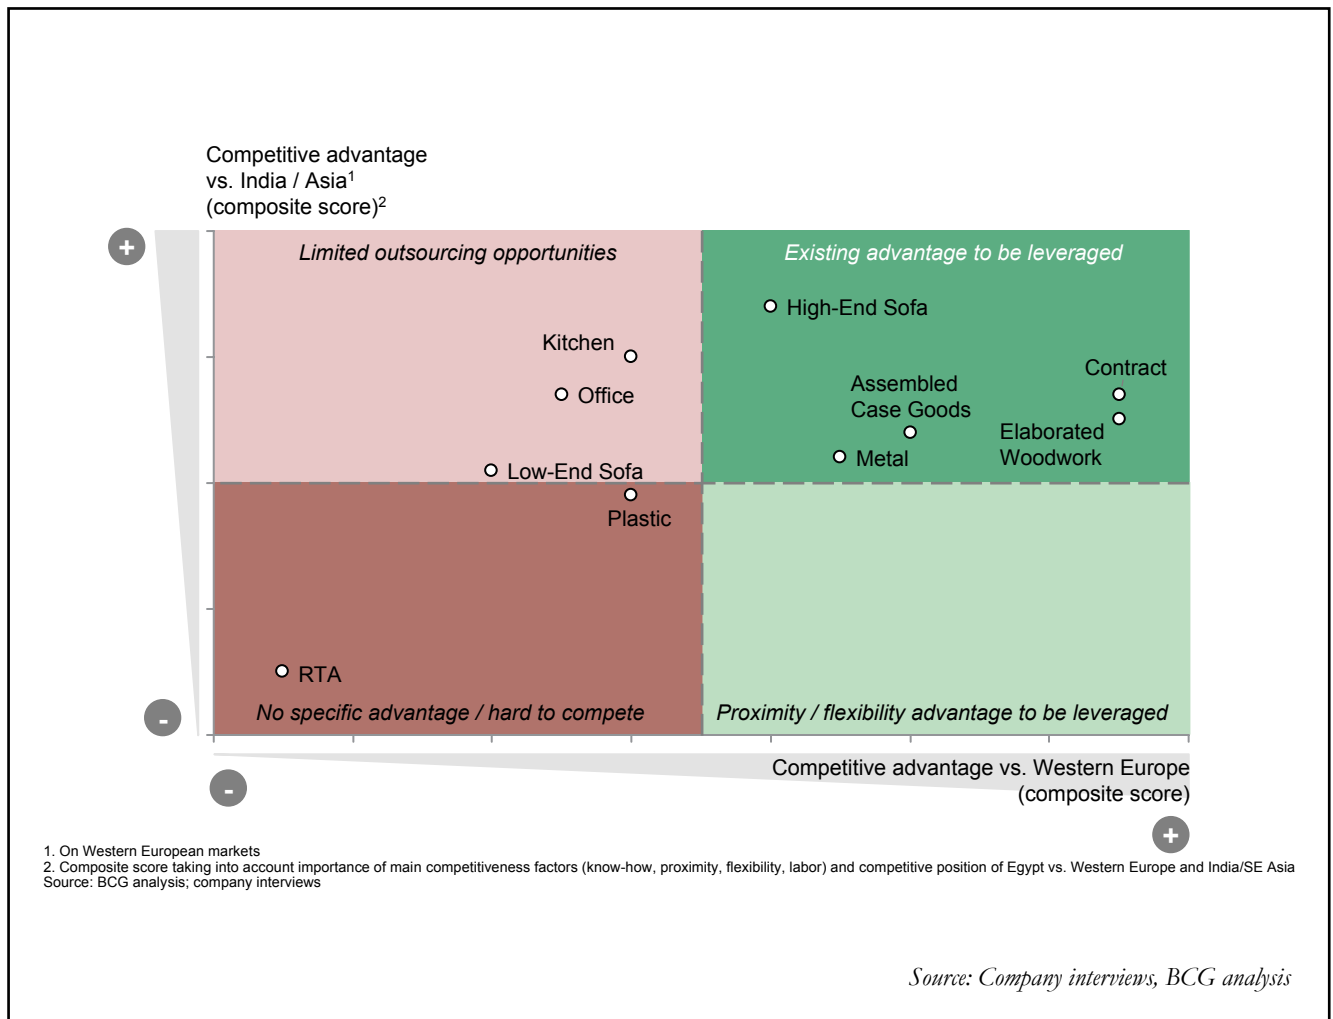 Competitive advantage
vs. India / Asia1
(composite score)2
+
Limited outsourcing opportunities
Existing advantage to be leveraged
High-End Sofa
Kitchen
Contract
Assembled
Case Goods
Office
Elaborated
Woodwork
Metal
Low-End Sofa
Plastic
RTA
No specific advantage / hard to compete
Proximity / flexibility advantage to be leveraged
-
Competitive advantage vs. Western Europe
(composite score)
-
+
1. On Western European markets
2. Composite score taking into account importance of main competitiveness factors (know-how, proximity, flexibility, labor) and competitive position of Egypt vs. Western Europe and India/SE Asia
Source: BCG analysis; company interviews
Source: Company interviews, BCG analysis